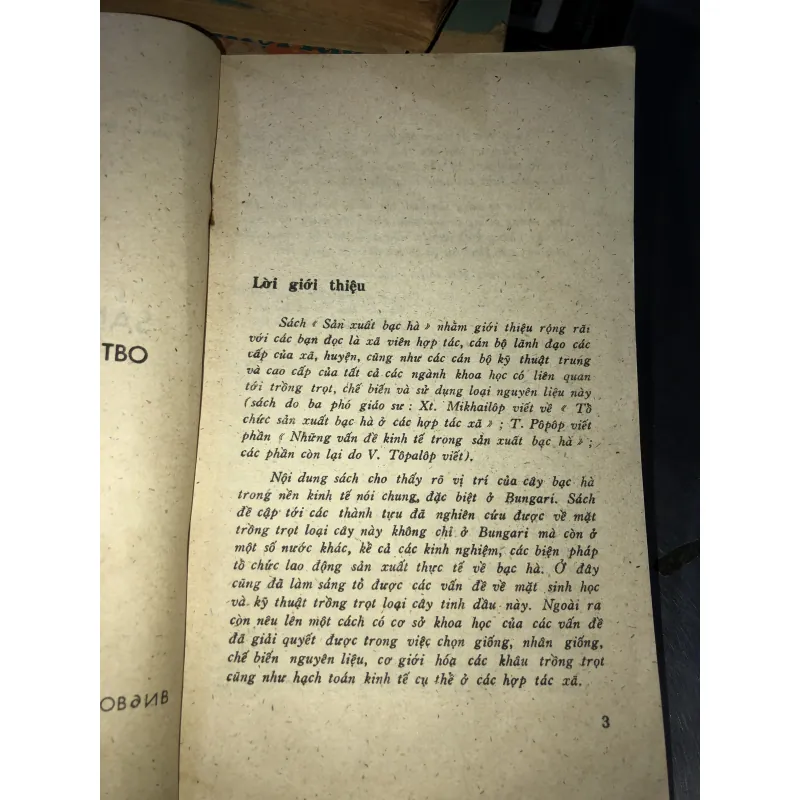 TBO
Lời giới thiệu
Sách « Sản xuất bạc hà » nhằm giới thiệu rộng rãi
với các bạn đọc là xã viên hợp tác, cán bộ lãnh đạo các
cấp của xã, huyện, cũng như các cán bộ kỹ thuật trung
và cao cấp của tất cả các ngành khoa học có liên quan
tới trồng trọt, chế biến và sử dụng loại nguyên liệu này
(sách do ba phó giáo sư : Xt. Mikhailôp viết về « Tổ
chức sản xuất bạc hà ở các hợp tác xã » ; T. Pôpôp viết
phần « Những vấn đề kinh tế trong sản xuất bạc hà » ;
các phần còn lại do V. Tôpalôp viết).
Nội dung sách cho thấy rõ vị trí của cây bạc hà
trong nền kinh tế nói chung, đặc biệt ở Bungari. Sách
đề cập tới các thành tựu đã nghiên cứu được về mặt
trồng trọt loại cây này không chỉ ở Bungari mà còn ở
một số nước khác, kể cả các kinh nghiệm, các biện pháp
tổ chức lao động sản xuất thực tế về bạc hà. Ở đây
cũng đã làm sáng tỏ được các vấn đề về mặt sinh học
và kỹ thuật trồng trọt loại cây tinh dầu này. Ngoài ra
còn nêu lên một cách có cơ sở khoa học của các vấn đề
đã giải quyết được trong việc chọn giống, nhân giống,
chế biến nguyên liệu, cơ giới hóa các khâu trồng trọt
cũng như hạch toán kinh tế cụ thể ở các hợp tác xã.
3